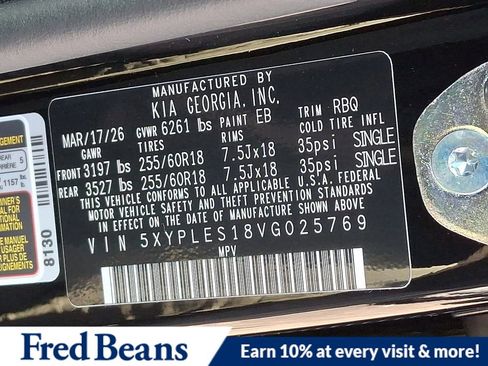 MANUFACTURED BY
KIA GEORGIA, INC.
MAR/17/26 GVWR 6261 lbs PAINT EB TRIM RBQ
GAWR TIRES RIMS COLD TIRE INFL
FRONT 3197 lbs 255/60R18 7.5Jx18 35psi SINGLE
REAR 3527 lbs 255/60R18 7.5Jx18 35psi SINGLE
THIS VEHICLE CONFORMS TO ALL APPLICABLE U.S.A. FEDERAL
MOTOR VEHICLE SAFETY AND THEFT PREVENTION STANDARDS
IN EFFECT ON THE DATE OF MANUFACTURE SHOWN ABOVE.
VIN 5XYPLES18VG025769
MPV
5
1157 lb
8130
Fred Beans
Earn 10% at every visit & more!